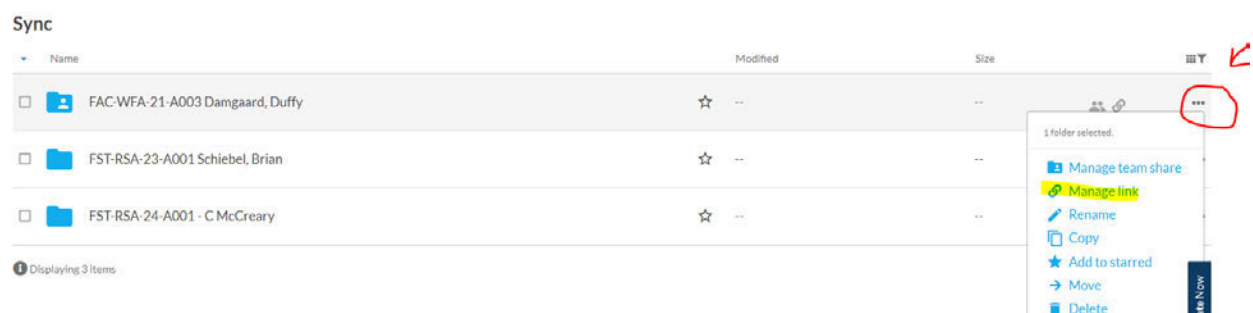 Sync
Name Modified Size
FAC-WFA-21-A003 Damgaard, Duffy -- --
1 folder selected.
FST-RSA-23-A001 Schiebel, Brian -- --
Manage team share
Manage link
FST-RSA-24-A001 - C McCreary -- --
Rename
Copy
Displaying 3 items
Add to starred
Move
Delete
Now